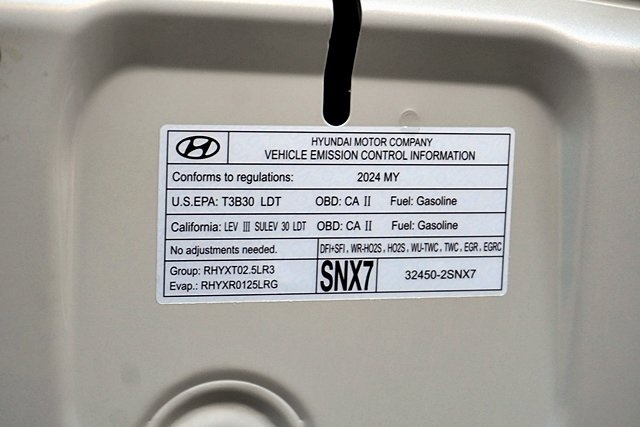 HYUNDAI MOTOR COMPANY
VEHICLE EMISSION CONTROL INFORMATION
Conforms to regulations: 2024 MY
U.S.EPA: T3B30 LDT OBD: CA II Fuel: Gasoline
California: LEV III SULEV 30 LDT OBD: CA II Fuel: Gasoline
No adjustments needed. DFI+SFI, WR-HO2S, HO2S, WU-TWC, TWC, EGR, EGRC
Group: RHYXT02.5LR3
Evap.: RHYXR0125LRG
SNX7
32450-2SNX7